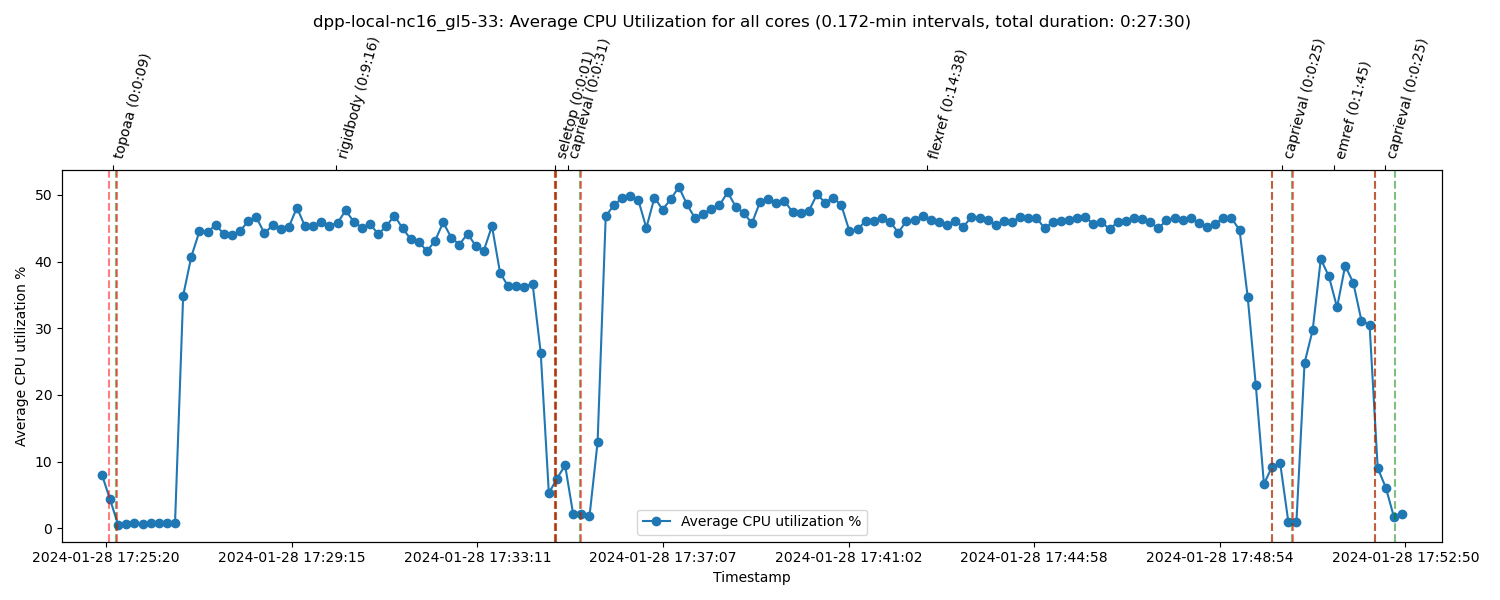 dpp-local-nc16_gl5-33: Average CPU Utilization for all cores (0.172-min intervals, total duration: 0:27:30)
topoaa (0:0:09)
rigidbody (0:9:16)
seletop (0:0:01)
caprieval (0:0:31)
flexref (0:14:38)
caprieval (0:0:25)
emref (0:1:45)
caprieval (0:0:25)
Average CPU utilization %
50
40
30
20
10
0
Average CPU utilization %
2024-01-28 17:25:20
2024-01-28 17:29:15
2024-01-28 17:33:11
2024-01-28 17:37:07
2024-01-28 17:41:02
2024-01-28 17:44:58
2024-01-28 17:48:54
2024-01-28 17:52:50
Timestamp